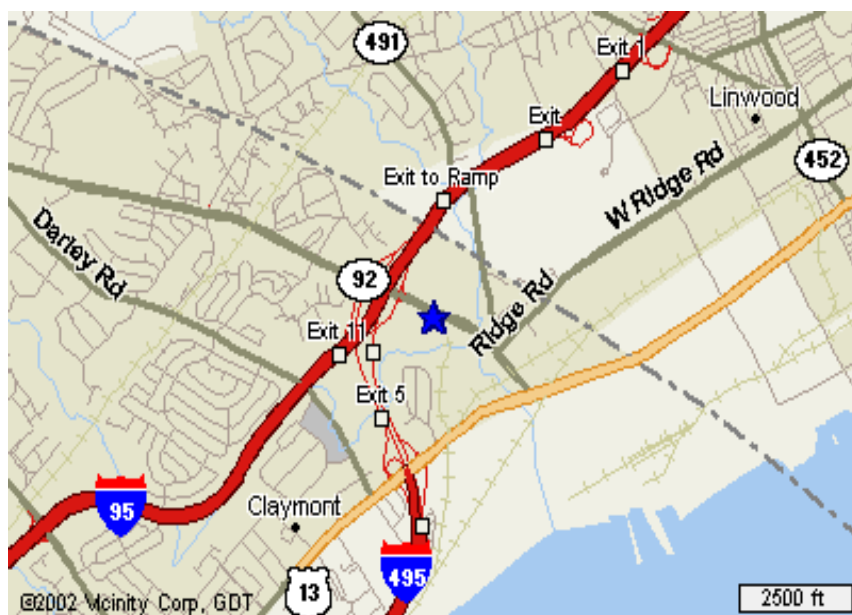 491
Exit 1
Linwood
Exit
452
Exit to Ramp
W Ridge Rd
Darley Rd
92
Ridge Rd
Exit 11
Exit 5
95
Claymont
495
13
©2002 Vicinity Corp, GDT
2500 ft